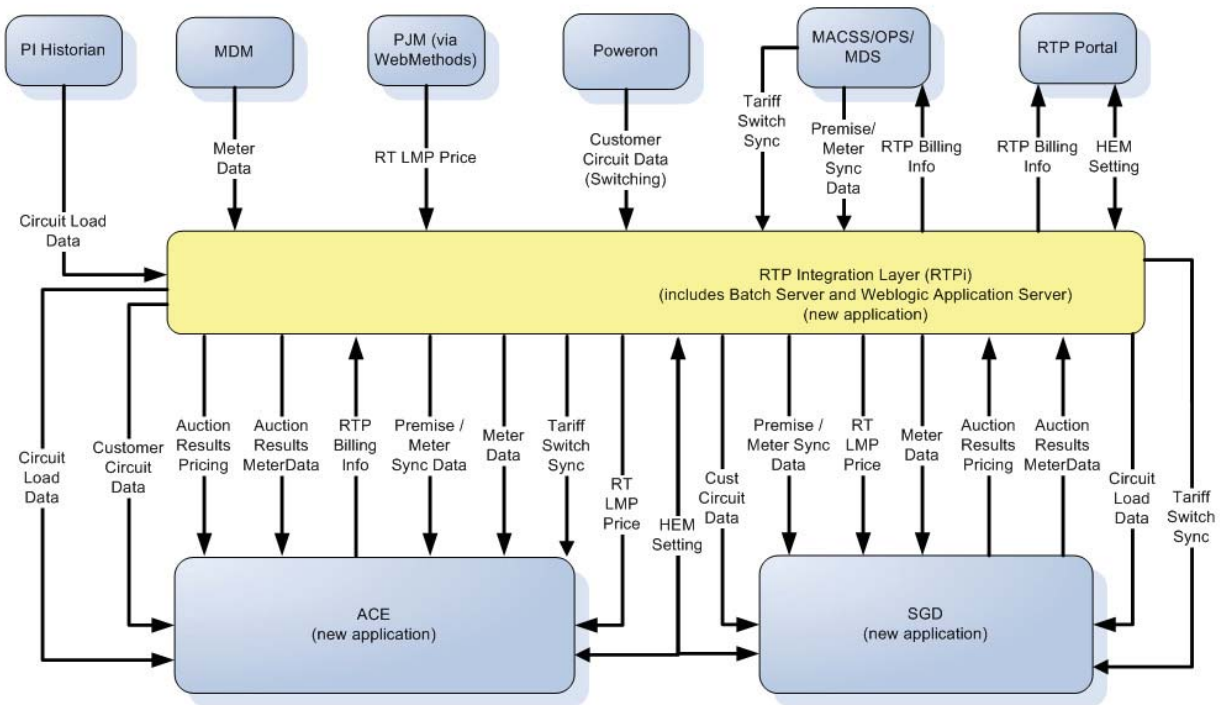 PI Historian
MDM
PJM (via
WebMethods)
Poweron
MACSS/OPS/
MDS
RTP Portal
Circuit Load
Data
Meter
Data
RT LMP Price
Customer
Circuit Data
(Switching)
Tariff
Switch
Sync
Premise/
Meter
Sync
Data
RTP Billing
Info
RTP Billing
Info
HEM
Setting
RTP Integration Layer (RTPi)
(includes Batch Server and Weblogic Application Server)
(new application)
Circuit
Load
Data
Customer
Circuit
Data
Auction
Results
Pricing
Auction
Results
MeterData
RTP
Billing
Info
Premise /
Meter
Sync Data
Meter
Data
Tariff
Switch
Sync
RT
LMP
Price
HEM
Setting
Cust
Circuit
Data
Premise /
Meter Sync
Data
RT
LMP
Price
Meter
Data
Auction
Results
Pricing
Auction
Results
MeterData
Circuit
Load
Data
Tariff
Switch
Sync
ACE
(new application)
SGD
(new application)